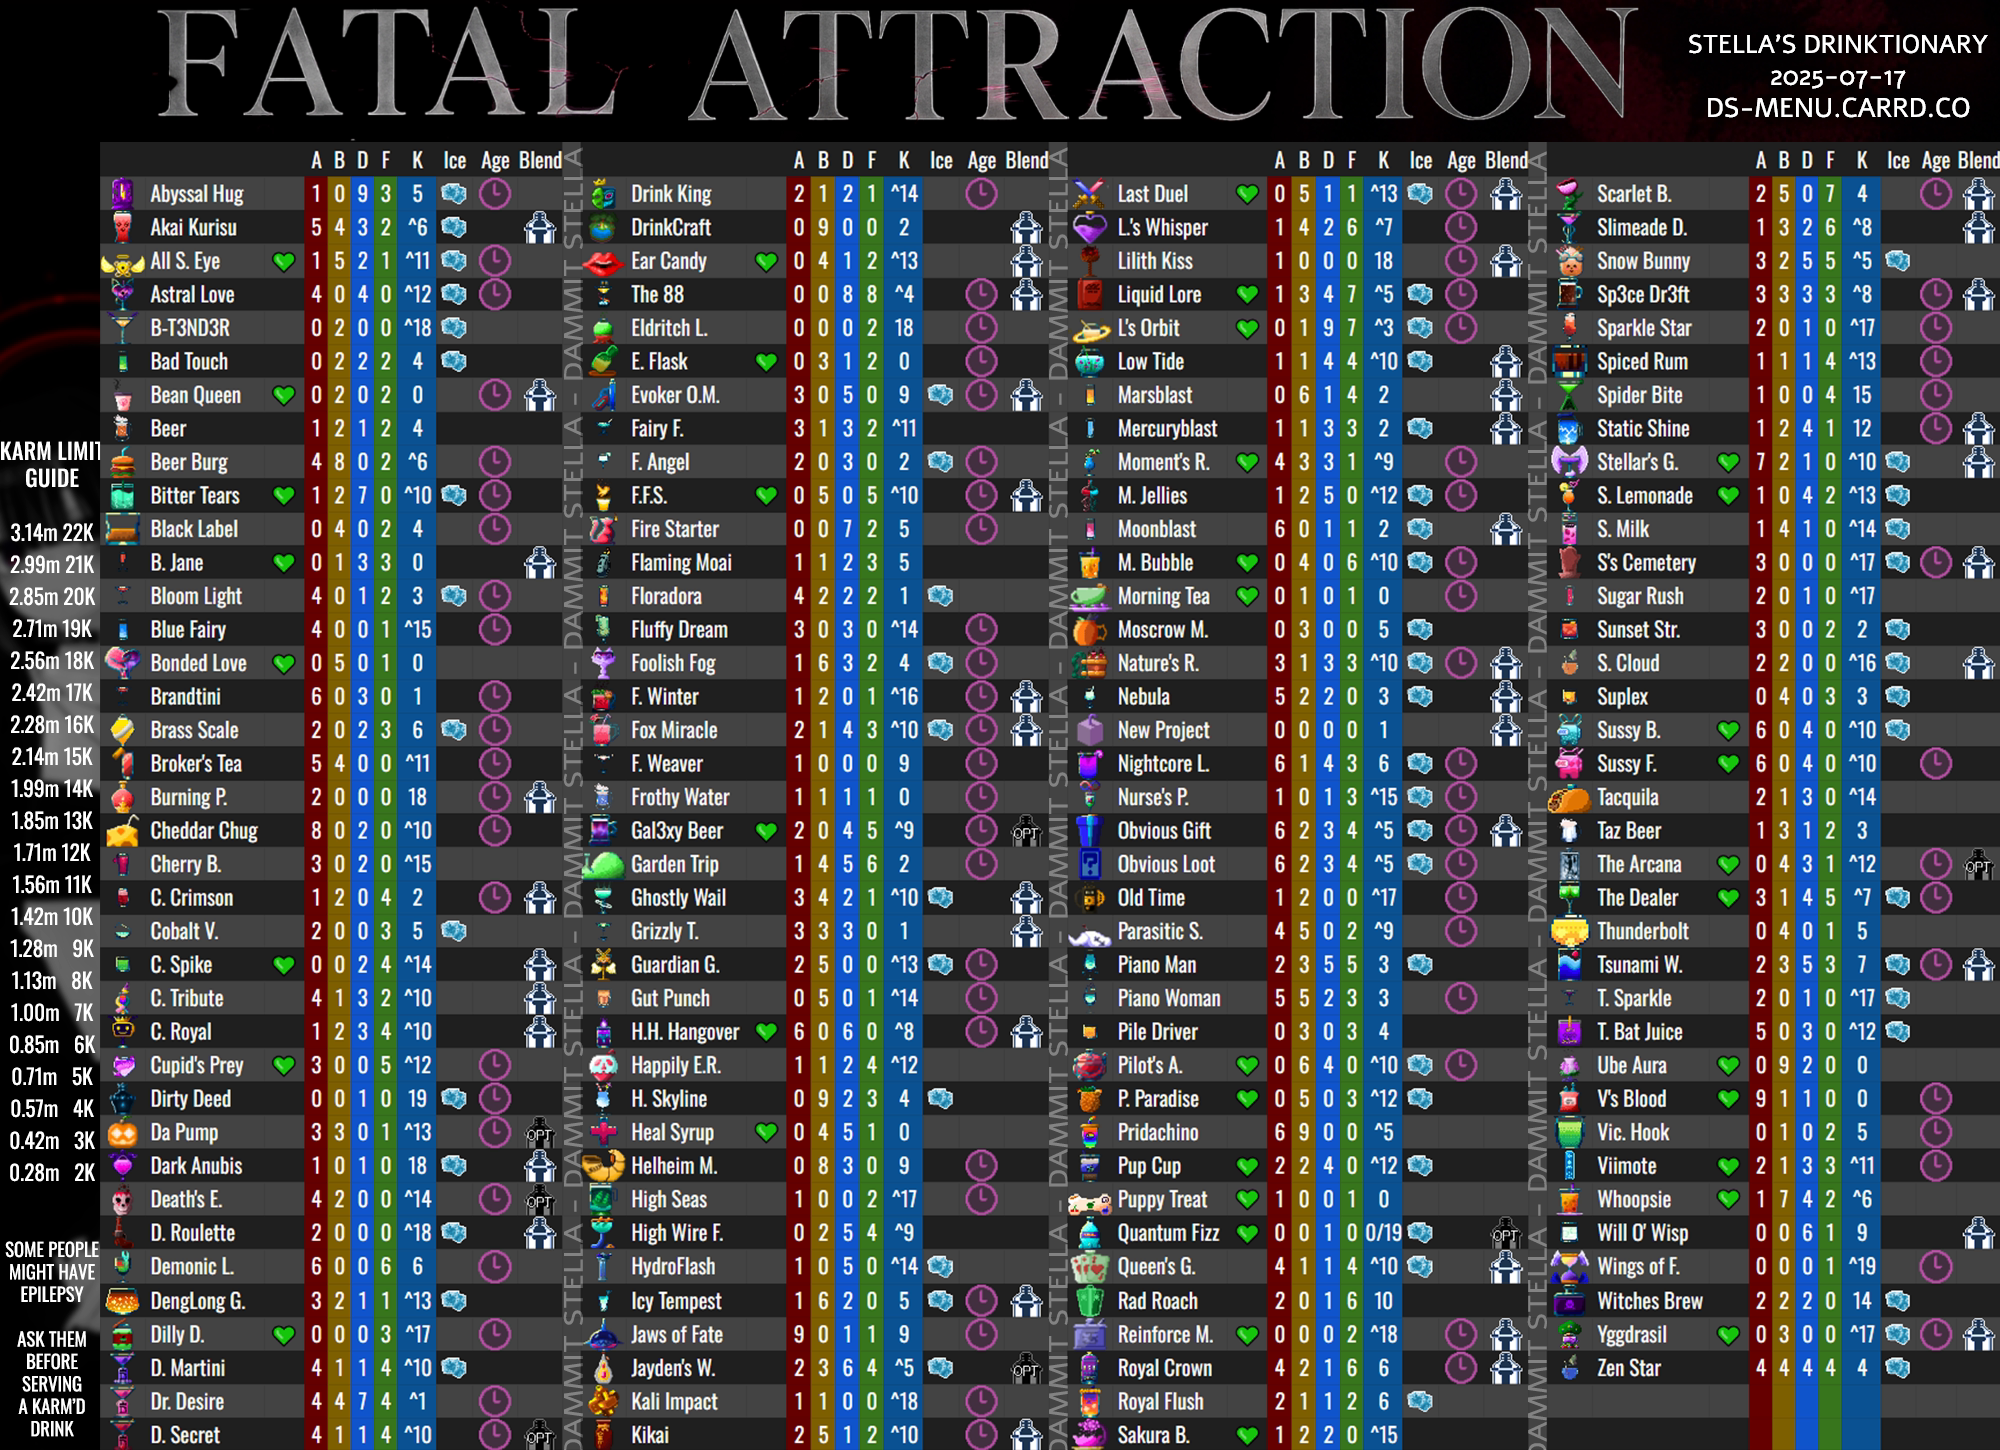 FATAL ATTRACTION
STELLA'S DRINKTIONARY
2025-07-17
DS-MENU.CARRD.CO
KARM LIMIT
GUIDE
3.14m 22K
2.99m 21K
2.85m 20K
2.71m 19K
2.56m 18K
2.42m 17K
2.28m 16K
2.14m 15K
1.99m 14K
1.85m 13K
1.71m 12K
1.56m 11K
1.42m 10K
1.28m 9K
1.13m 8K
1.00m 7K
0.85m 6K
0.71m 5K
0.57m 4K
0.42m 3K
0.28m 2K
SOME PEOPLE
MIGHT HAVE
EPILEPSY
ASK THEM
BEFORE
SERVING
A KARM'D
DRINK
A B D F K Ice Age Blend
Abyssal Hug 1 0 9 3 5
Akai Kurisu 5 4 3 2 ^6
All S. Eye 1 5 2 1 ^11
Astral Love 4 0 4 0 ^12
B-T3ND3R 0 2 0 0 ^18
Bad Touch 0 2 2 2 4
Bean Queen 0 2 0 2 0
Beer 1 2 1 2 4
Beer Burg 4 8 0 2 ^6
Bitter Tears 1 2 7 0 ^10
Black Label 0 4 0 2 4
B. Jane 0 1 3 3 0
Bloom Light 4 0 1 2 3
Blue Fairy 4 0 0 1 ^15
Bonded Love 0 5 0 1 0
Brandtini 6 0 3 0 1
Brass Scale 2 0 2 3 6
Broker's Tea 5 4 0 0 ^11
Burning P. 2 0 0 0 18
Cheddar Chug 8 0 2 0 ^10
Cherry B. 3 0 2 0 ^15
C. Crimson 1 2 0 4 2
Cobalt V. 2 0 0 3 5
C. Spike 0 0 2 4 ^14
C. Tribute 4 1 3 2 ^10
C. Royal 1 2 3 4 ^10
Cupid's Prey 3 0 0 5 ^12
Dirty Deed 0 0 1 0 19
Da Pump 3 3 0 1 ^13 OPT
Dark Anubis 1 0 1 0 18
Death's E. 4 2 0 0 ^14 OPT
D. Roulette 2 0 0 0 ^18
Demonic L. 6 0 0 6 6
DengLong G. 3 2 1 1 ^13
Dilly D. 0 0 0 3 ^17
D. Martini 4 1 1 4 ^10
Dr. Desire 4 4 7 4 ^1
D. Secret 4 1 1 4 ^10 OPT
DAMMIT STELLA - DAMMIT STELLA - DAMMIT STELLA - DAMMIT STELLA - DAMMIT STELLA
A B D F K Ice Age Blend
Drink King 2 1 2 1 ^14
DrinkCraft 0 9 0 0 2
Ear Candy 0 4 1 2 ^13
The 88 0 0 8 8 ^4
Eldritch L. 0 0 0 2 18
E. Flask 0 3 1 2 0
Evoker O.M. 3 0 5 0 9
Fairy F. 3 1 3 2 ^11
F. Angel 2 0 3 0 2
F.F.S. 0 5 0 5 ^10
Fire Starter 0 0 7 2 5
Flaming Moai 1 1 2 3 5
Floradora 4 2 2 2 1
Fluffy Dream 3 0 3 0 ^14
Foolish Fog 1 6 3 2 4
F. Winter 1 2 0 1 ^16
Fox Miracle 2 1 4 3 ^10
F. Weaver 1 0 0 0 9
Frothy Water 1 1 1 1 0
Gal3xy Beer 2 0 4 5 ^9 OPT
Garden Trip 1 4 5 6 2
Ghostly Wail 3 4 2 1 ^10
Grizzly T. 3 3 3 0 1
Guardian G. 2 5 0 0 ^13
Gut Punch 0 5 0 1 ^14
H.H. Hangover 6 0 6 0 ^8
Happily E.R. 1 1 2 4 ^12
H. Skyline 0 9 2 3 4
Heal Syrup 0 4 5 1 0
Helheim M. 0 8 3 0 9
High Seas 1 0 0 2 ^17
High Wire F. 0 2 5 4 ^9
HydroFlash 1 0 5 0 ^14
Icy Tempest 1 6 2 0 5
Jaws of Fate 9 0 1 1 9
Jayden's W. 2 3 6 4 ^5 OPT
Kali Impact 1 1 0 0 ^18
Kikai 2 5 1 2 ^10
DAMMIT STELLA - DAMMIT STELLA - DAMMIT STELLA - DAMMIT STELLA - DAMMIT STELLA
A B D F K Ice Age Blend
Last Duel 0 5 1 1 ^13
L.'s Whisper 1 4 2 6 ^7
Lilith Kiss 1 0 0 0 18
Liquid Lore 1 3 4 7 ^5
L's Orbit 0 1 9 7 ^3
Low Tide 1 1 4 4 ^10
Marsblast 0 6 1 4 2
Mercuryblast 1 1 3 3 2
Moment's R. 4 3 3 1 ^9
M. Jellies 1 2 5 0 ^12
Moonblast 6 0 1 1 2
M. Bubble 0 4 0 6 ^10
Morning Tea 0 1 0 1 0
Moscrow M. 0 3 0 0 5
Nature's R. 3 1 3 3 ^10
Nebula 5 2 2 0 3
New Project 0 0 0 0 1
Nightcore L. 6 1 4 3 6
Nurse's P. 1 0 1 3 ^15
Obvious Gift 6 2 3 4 ^5
Obvious Loot 6 2 3 4 ^5
Old Time 1 2 0 0 ^17
Parasitic S. 4 5 0 2 ^9
Piano Man 2 3 5 5 3
Piano Woman 5 5 2 3 3
Pile Driver 0 3 0 3 4
Pilot's A. 0 6 4 0 ^10
P. Paradise 0 5 0 3 ^12
Pridachino 6 9 0 0 ^5
Pup Cup 2 2 4 0 ^12
Puppy Treat 1 0 0 1 0
Quantum Fizz 0 0 1 0 0/19 OPT
Queen's G. 4 1 1 4 ^10
Rad Roach 2 0 1 6 10
Reinforce M. 0 0 0 2 ^18
Royal Crown 4 2 1 6 6
Royal Flush 2 1 1 2 6
Sakura B. 1 2 2 0 ^15
DAMMIT STELLA - DAMMIT STELLA - DAMMIT STELLA - DAMMIT STELLA - DAMMIT STELLA
A B D F K Ice Age Blend
Scarlet B. 2 5 0 7 4
Slimeade D. 1 3 2 6 ^8
Snow Bunny 3 2 5 5 ^5
Sp3ce Dr3ft 3 3 3 3 ^8
Sparkle Star 2 0 1 0 ^17
Spiced Rum 1 1 1 4 ^13
Spider Bite 1 0 0 4 15
Static Shine 1 2 4 1 12
Stellar's G. 7 2 1 0 ^10
S. Lemonade 1 0 4 2 ^13
S. Milk 1 4 1 0 ^14
S's Cemetery 3 0 0 0 ^17
Sugar Rush 2 0 1 0 ^17
Sunset Str. 3 0 0 2 2
S. Cloud 2 2 0 0 ^16
Suplex 0 4 0 3 3
Sussy B. 6 0 4 0 ^10
Sussy F. 6 0 4 0 ^10
Tacquila 2 1 3 0 ^14
Taz Beer 1 3 1 2 3
The Arcana 0 4 3 1 ^12 OPT
The Dealer 3 1 4 5 ^7
Thunderbolt 0 4 0 1 5
Tsunami W. 2 3 5 3 7
T. Sparkle 2 0 1 0 ^17
T. Bat Juice 5 0 3 0 ^12
Ube Aura 0 9 2 0 0
V's Blood 9 1 1 0 0
Vic. Hook 0 1 0 2 5
Viimote 2 1 3 3 ^11
Whoopsie 1 7 4 2 ^6
Will O' Wisp 0 0 6 1 9
Wings of F. 0 0 0 1 ^19
Witches Brew 2 2 2 0 14
Yggdrasil 0 3 0 0 ^17
Zen Star 4 4 4 4 4